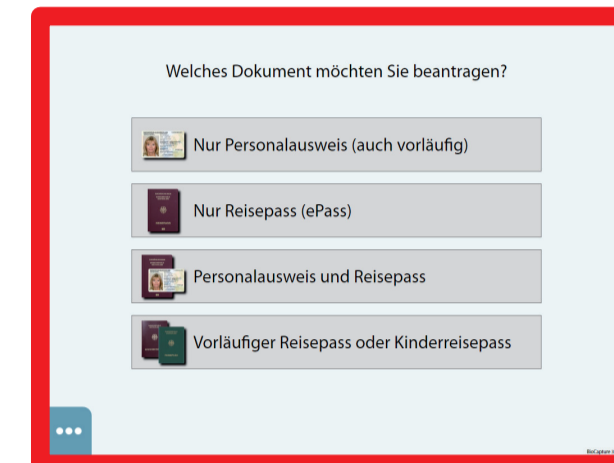 Welches Dokument möchten Sie beantragen?
Nur Personalausweis (auch vorläufig)
Nur Reisepass (ePass)
Personalausweis und Reisepass
Vorläufiger Reisepass oder Kinderreisepass